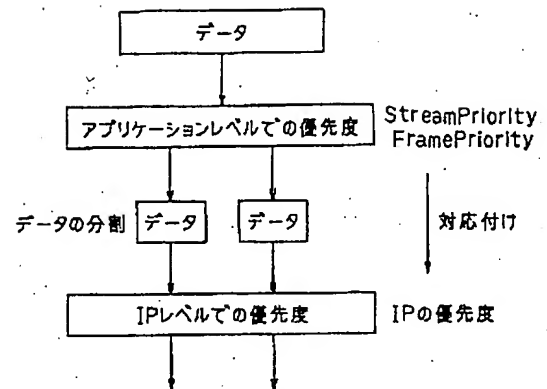 データ
アプリケーションレベルでの優先度
StreamPriority
FramePriority
データの分割
データ
データ
対応付け
IPレベルでの優先度
IPの優先度